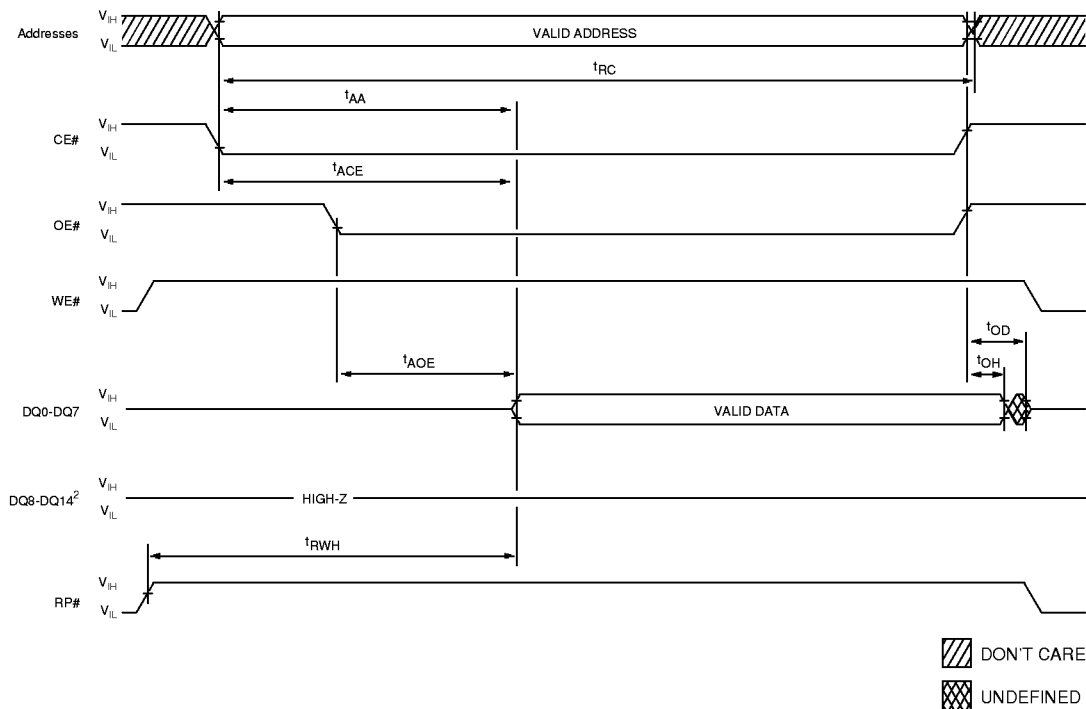 Addresses VIH VIL VALID ADDRESS
tRC
tAA
CE# VIH VIL
tACE
OE# VIH VIL
WE# VIH VIL
tOD
tAOE tOH
DQ0-DQ7 VIH VIL VALID DATA
DQ8-DQ14² VIH VIL HIGH-Z
tRWH
RP# VIH VIL
DON'T CARE
UNDEFINED